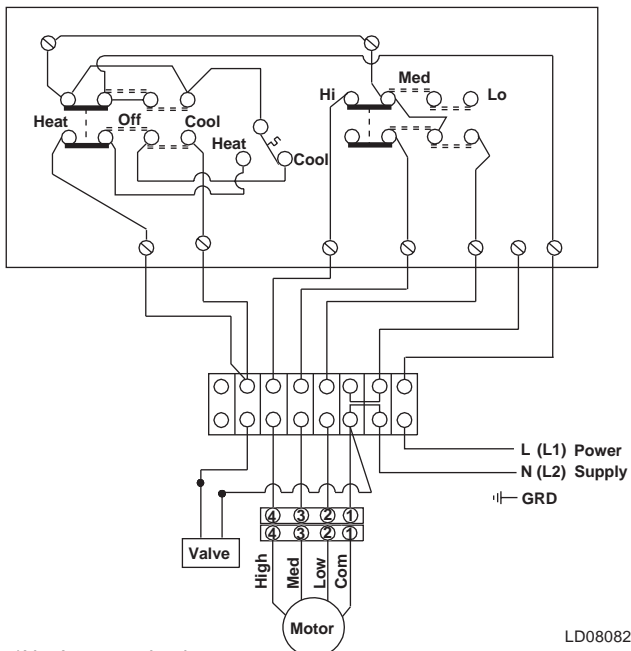 Med
Hi
Lo
Heat
Off
Cool
Heat
Cool
L (L1) Power
N (L2) Supply
GRD
4 3 2 1
4 3 2 1
Valve
High
Med
Low
Com
Motor
LD08082